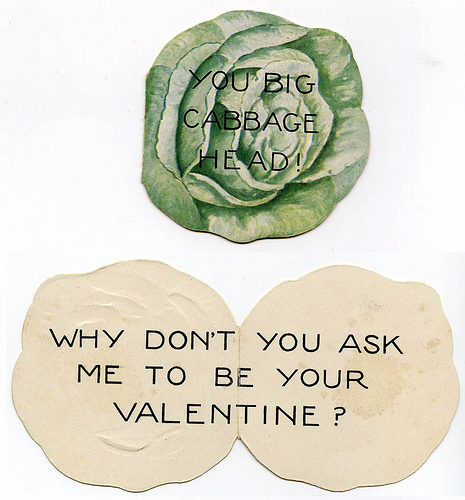 YOU BIG
CABBAGE
HEAD!
WHY DON'T YOU ASK
ME TO BE YOUR
VALENTINE?